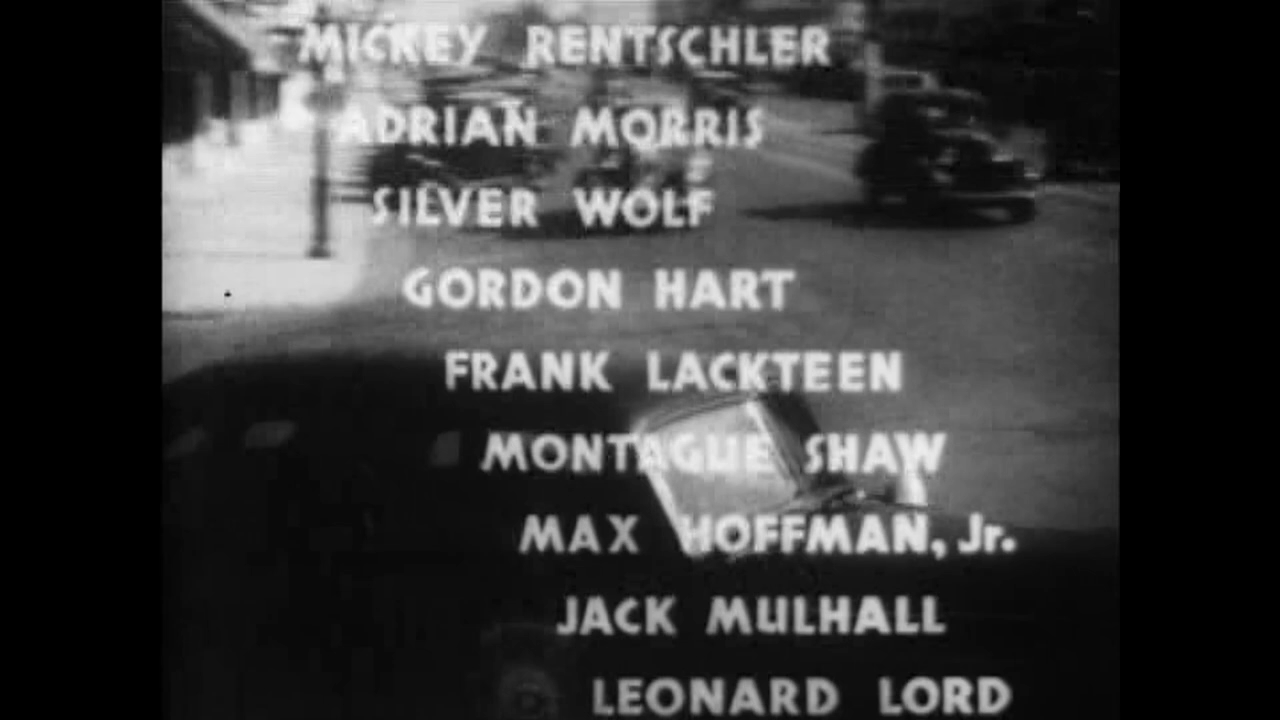 MICKEY RENTSCHLER
ADRIAN MORRIS
SILVER WOLF
GORDON HART
FRANK LACKTEEN
MONTAGUE SHAW
MAX HOFFMAN, Jr.
JACK MULHALL
LEONARD LORD